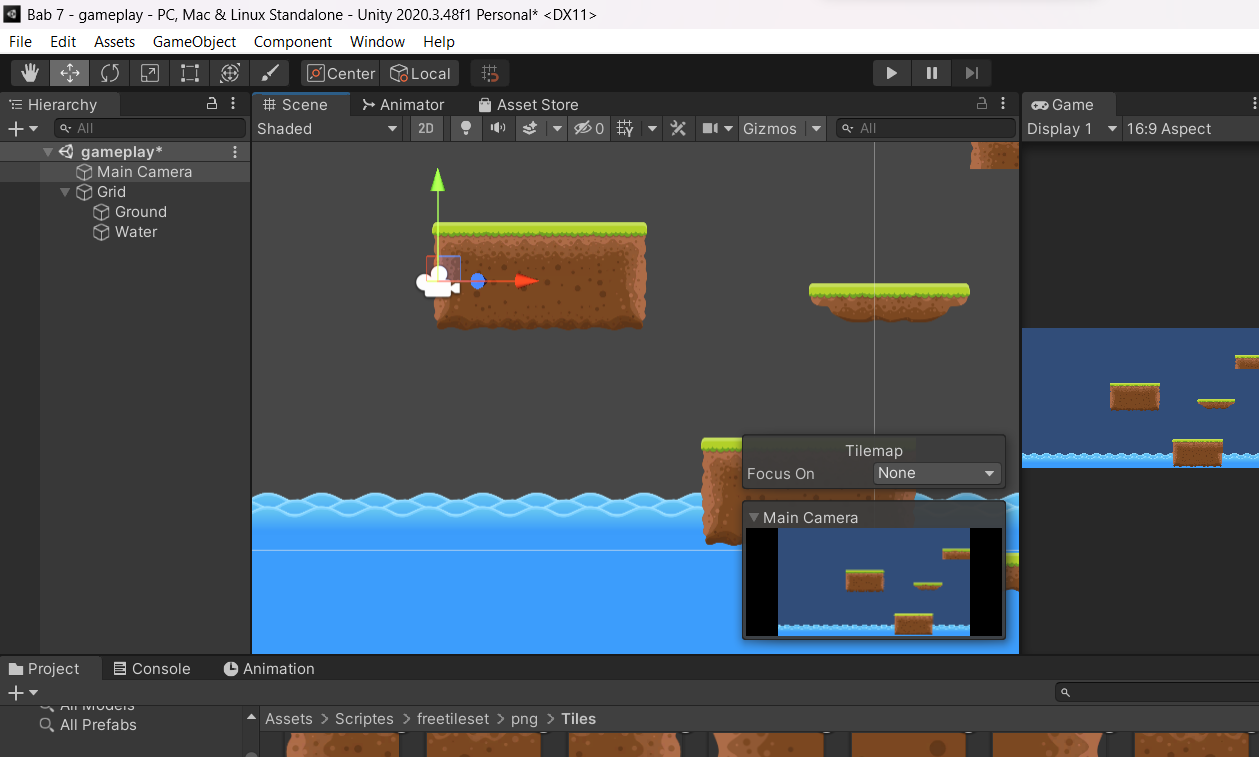 Bab 7 - gameplay - PC, Mac & Linux Standalone - Unity 2020.3.48f1 Personal* <DX11>
File Edit Assets GameObject Component Window Help
Center Local
Hierarchy
All
gameplay*
Main Camera
Grid
Ground
Water
Scene Animator Asset Store
Shaded 2D 0 Gizmos All
Tilemap
Focus On None
Main Camera
Game
Display 1 16:9 Aspect
Project Console Animation
All Models
All Prefabs
Assets > Scriptes > freetileset > png > Tiles